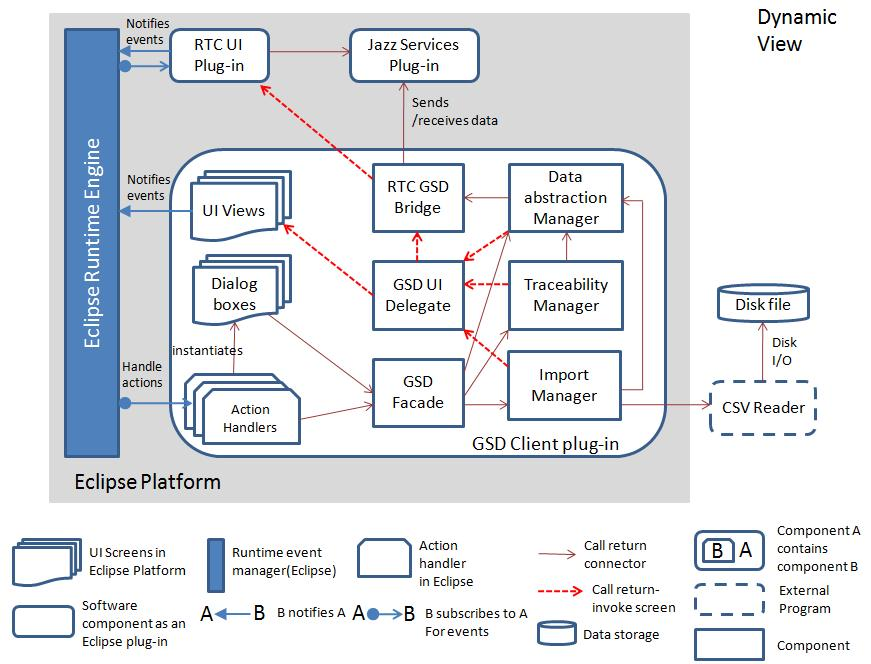 Dynamic
View
Notifies
events
RTC UI
Plug-in
Jazz Services
Plug-in
Sends
/receives data
Eclipse Runtime Engine
Notifies
events
UI Views
RTC GSD
Bridge
Data
abstraction
Manager
Dialog
boxes
GSD UI
Delegate
Traceability
Manager
Disk file
instantiates
Disk
I/O
Handle
actions
Action
Handlers
GSD
Facade
Import
Manager
CSV Reader
GSD Client plug-in
Eclipse Platform
UI Screens in
Eclipse Platform
Runtime event
manager(Eclipse)
Action
handler
in Eclipse
Call return
connector
B A
Component A
contains
component B
Software
component as an
Eclipse plug-in
A B B notifies A
A B B subscribes to A
For events
Call return-
invoke screen
Data storage
External
Program
Component